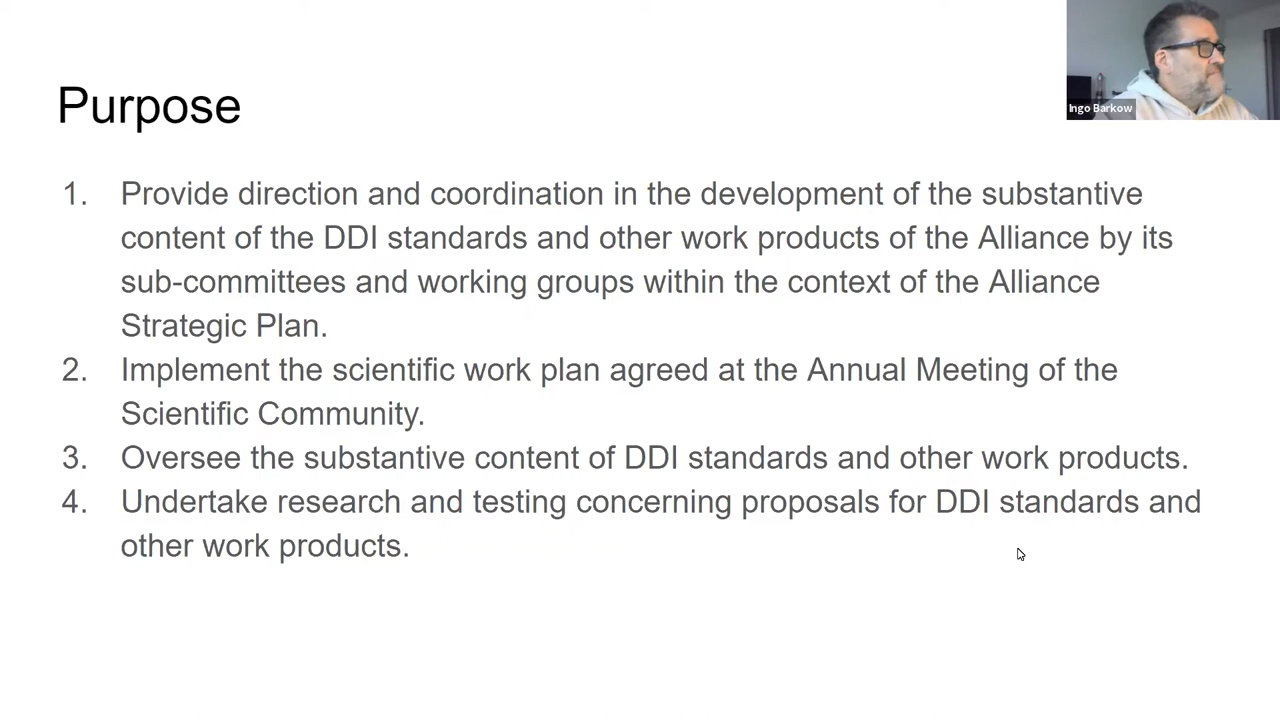 Purpose
Ingo Barkow
1. Provide direction and coordination in the development of the substantive
content of the DDI standards and other work products of the Alliance by its
sub-committees and working groups within the context of the Alliance
Strategic Plan.
2. Implement the scientific work plan agreed at the Annual Meeting of the
Scientific Community.
3. Oversee the substantive content of DDI standards and other work products.
4. Undertake research and testing concerning proposals for DDI standards and
other work products.